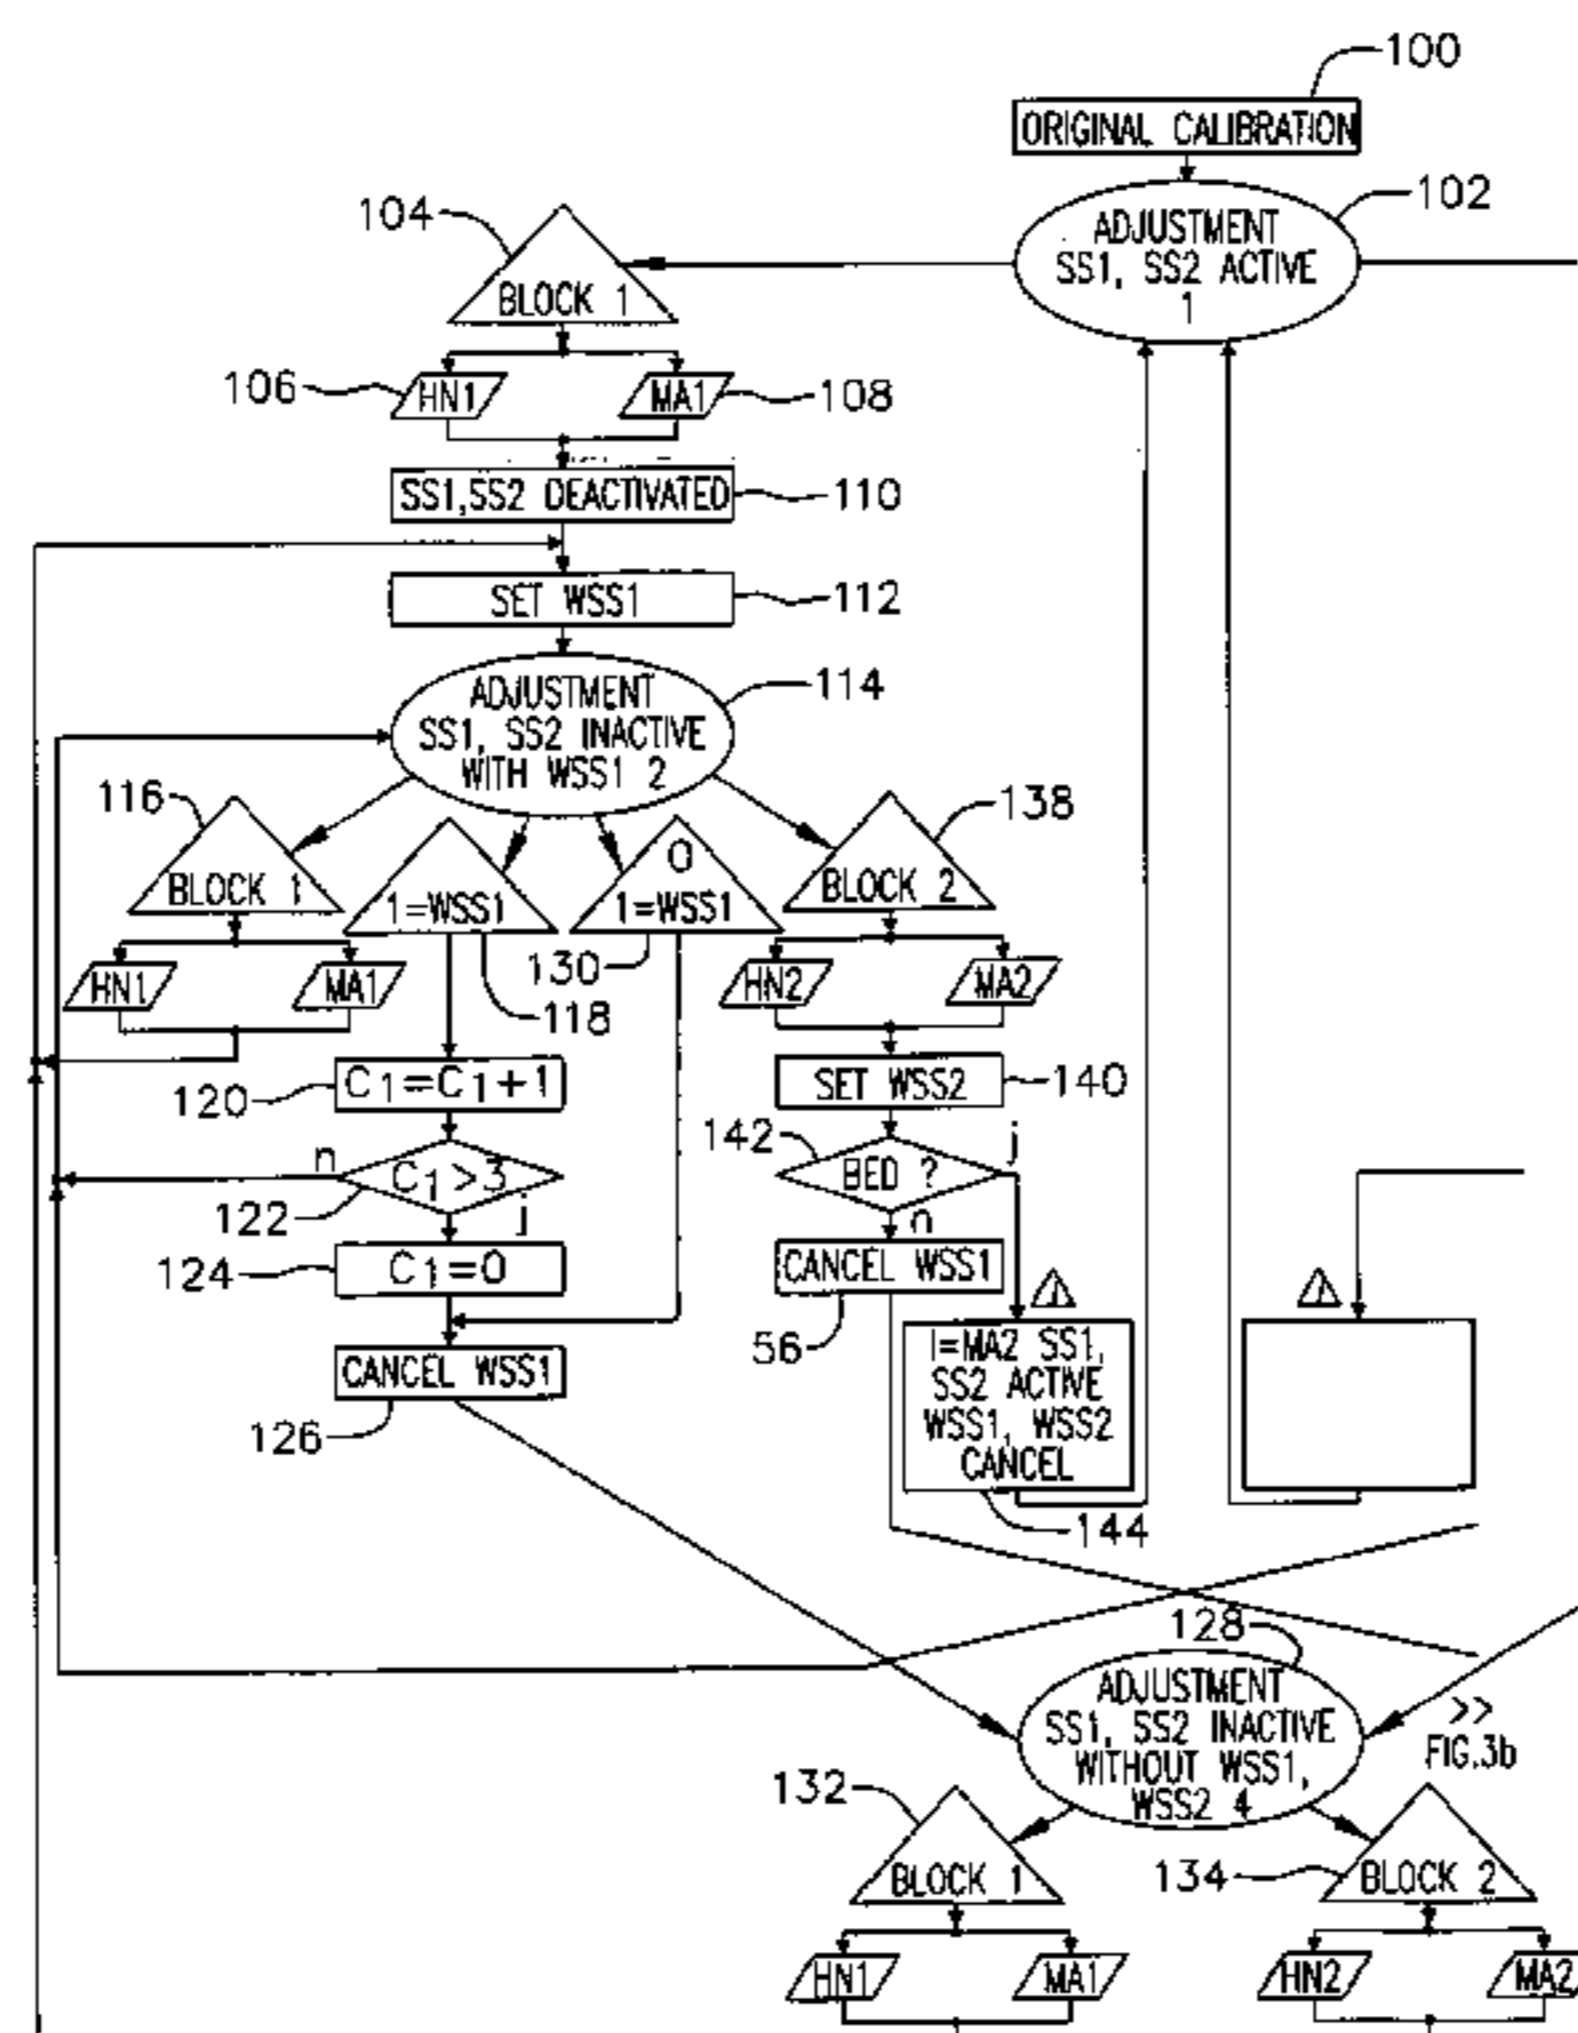 100
ORIGINAL CALIBRATION
102
ADJUSTMENT
SS1, SS2 ACTIVE
1
104
BLOCK 1
106
HN1
MA1
108
SS1,SS2 DEACTIVATED
110
SET WSS1
112
ADJUSTMENT
SS1, SS2 INACTIVE
WITH WSS1 2
114
116
BLOCK 1
1=WSS1
0
1=WSS1
BLOCK 2
138
HN1
MA1
118
130
HN2
MA2
120
C1=C1+1
SET WSS2
140
n
C1>3
j
122
142
BED ?
j
n
124
C1=0
CANCEL WSS1
56
CANCEL WSS1
126
I=MA2 SS1,
SS2 ACTIVE
WSS1, WSS2
CANCEL
144
128
ADJUSTMENT
SS1, SS2 INACTIVE
WITHOUT WSS1,
WSS2 4
>>
FIG.3b
132
BLOCK 1
134
BLOCK 2
HN1
MA1
HN2
MA2